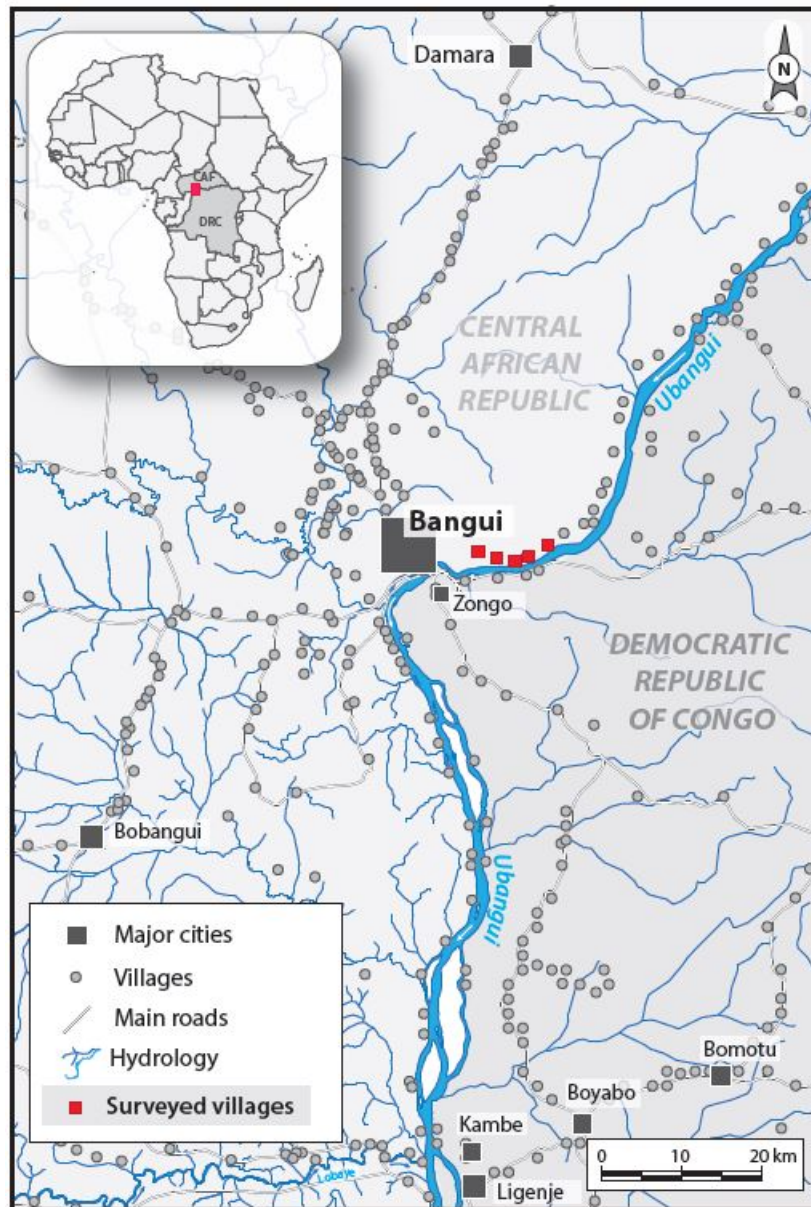 Damara
N
CAF
DRC
CENTRAL
AFRICAN
REPUBLIC
Ubangui
Bangui
Zongo
DEMOCRATIC
REPUBLIC
OF CONGO
Bobangui
Ubangui
Major cities
Villages
Main roads
Hydrology
Surveyed villages
Bomotu
Boyabo
Kambe
Ligenje
Lobaye
0 10 20 km